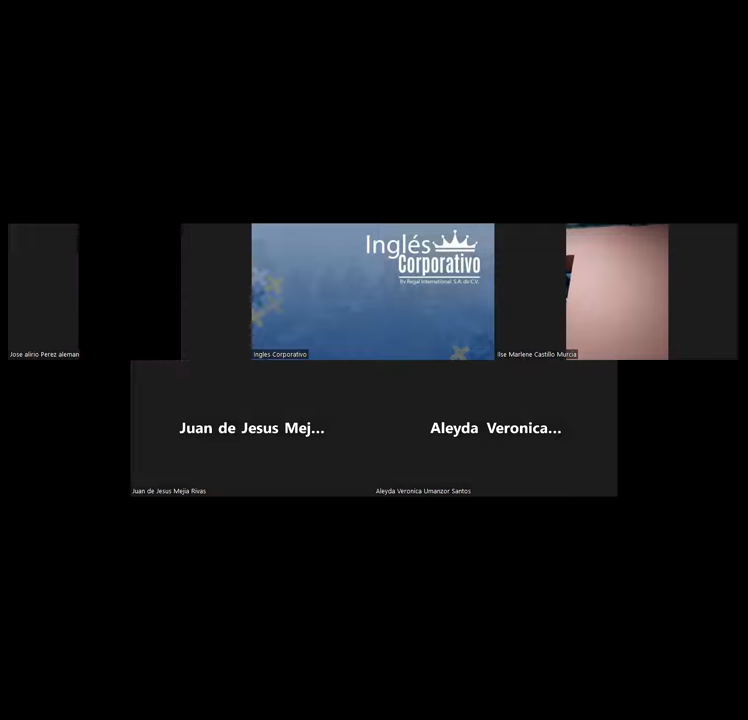 Inglés
Corporativo
By Regal International. S.A. de C.V.
Jose alirio Perez aleman
Ingles Corporativo
Ilse Marlene Castillo Murcia
Juan de Jesus Mej...
Aleyda Veronica...
Juan de Jesus Mejia Rivas
Aleyda Veronica Umanzor Santos